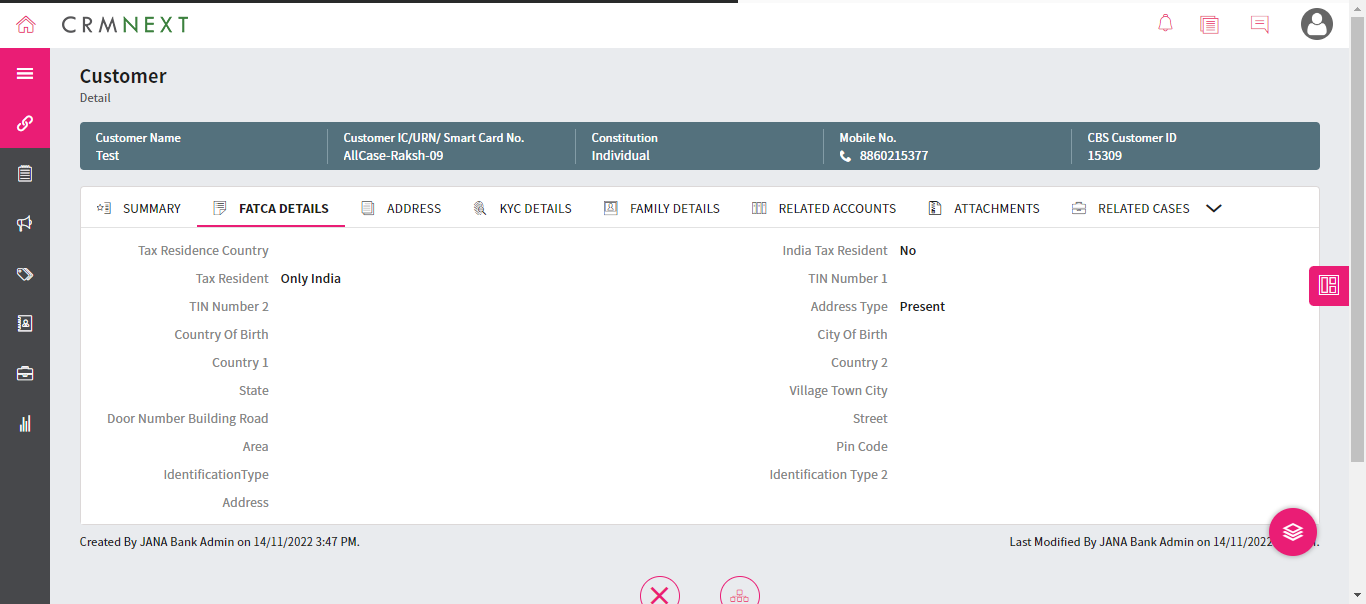 CRMNEXT
Customer
Detail
Customer Name
Test
Customer IC/URN/ Smart Card No.
AllCase-Raksh-09
Constitution
Individual
Mobile No.
8860215377
CBS Customer ID
15309
SUMMARY FATCA DETAILS ADDRESS KYC DETAILS FAMILY DETAILS RELATED ACCOUNTS ATTACHMENTS RELATED CASES
Tax Residence Country
India Tax Resident No
Tax Resident Only India
TIN Number 1
TIN Number 2
Address Type Present
Country Of Birth
City Of Birth
Country 1
Country 2
State
Village Town City
Door Number Building Road
Street
Area
Pin Code
IdentificationType
Identification Type 2
Address
Created By JANA Bank Admin on 14/11/2022 3:47 PM.
Last Modified By JANA Bank Admin on 14/11/2022